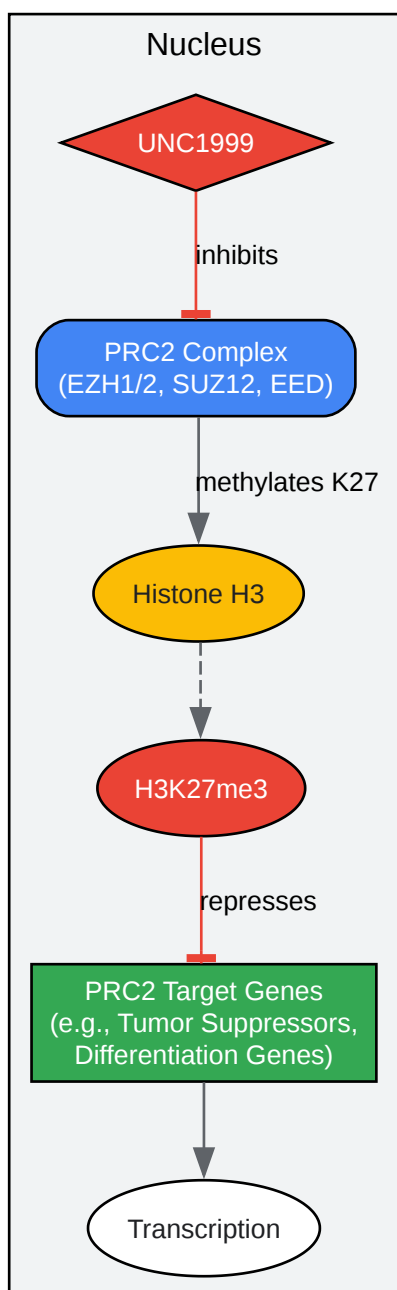 Nucleus
UNC1999
inhibits
PRC2 Complex
(EZH1/2, SUZ12, EED)
methylates K27
Histone H3
H3K27me3
represses
PRC2 Target Genes
(e.g., Tumor Suppressors,
Differentiation Genes)
Transcription